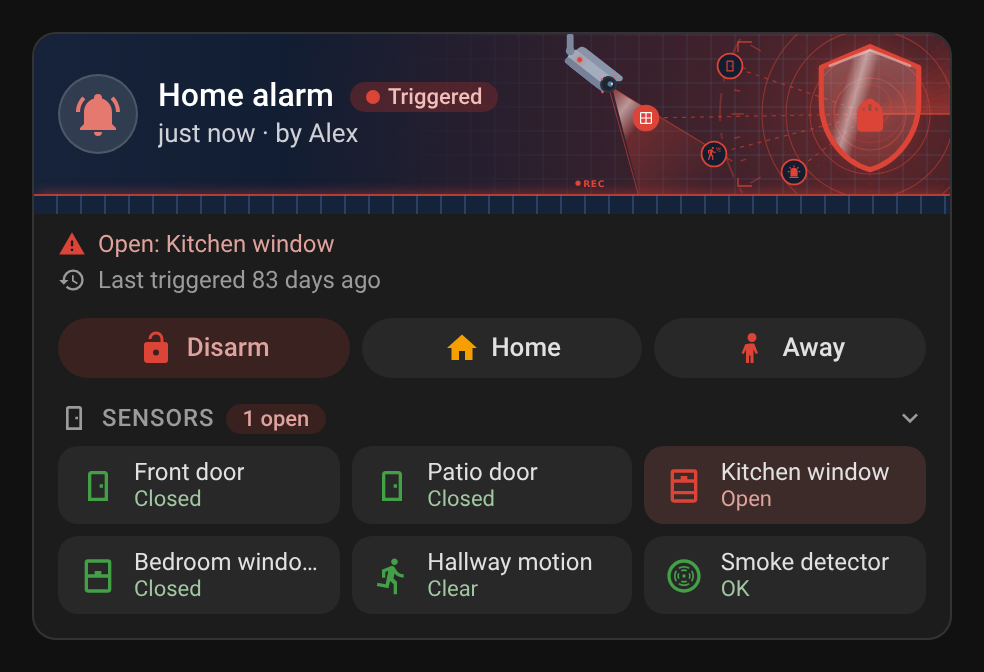 Home alarm
Triggered
just now · by Alex
REC
Open: Kitchen window
Last triggered 83 days ago
Disarm
Home
Away
SENSORS
1 open
Front door
Closed
Patio door
Closed
Kitchen window
Open
Bedroom windo...
Closed
Hallway motion
Clear
Smoke detector
OK